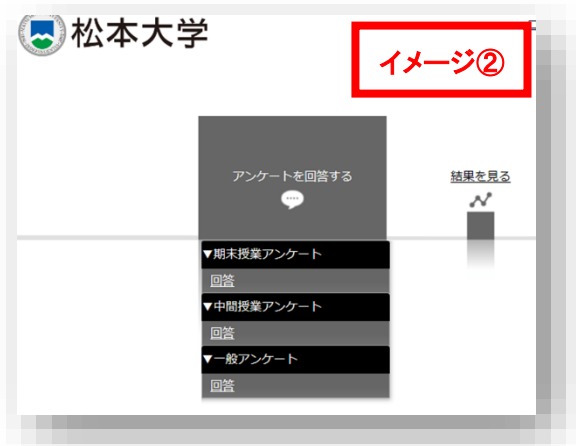 松本大学
イメージ②
アンケートを回答する
結果を見る
▼期末授業アンケート
回答
▼中間授業アンケート
回答
▼一般アンケート
回答